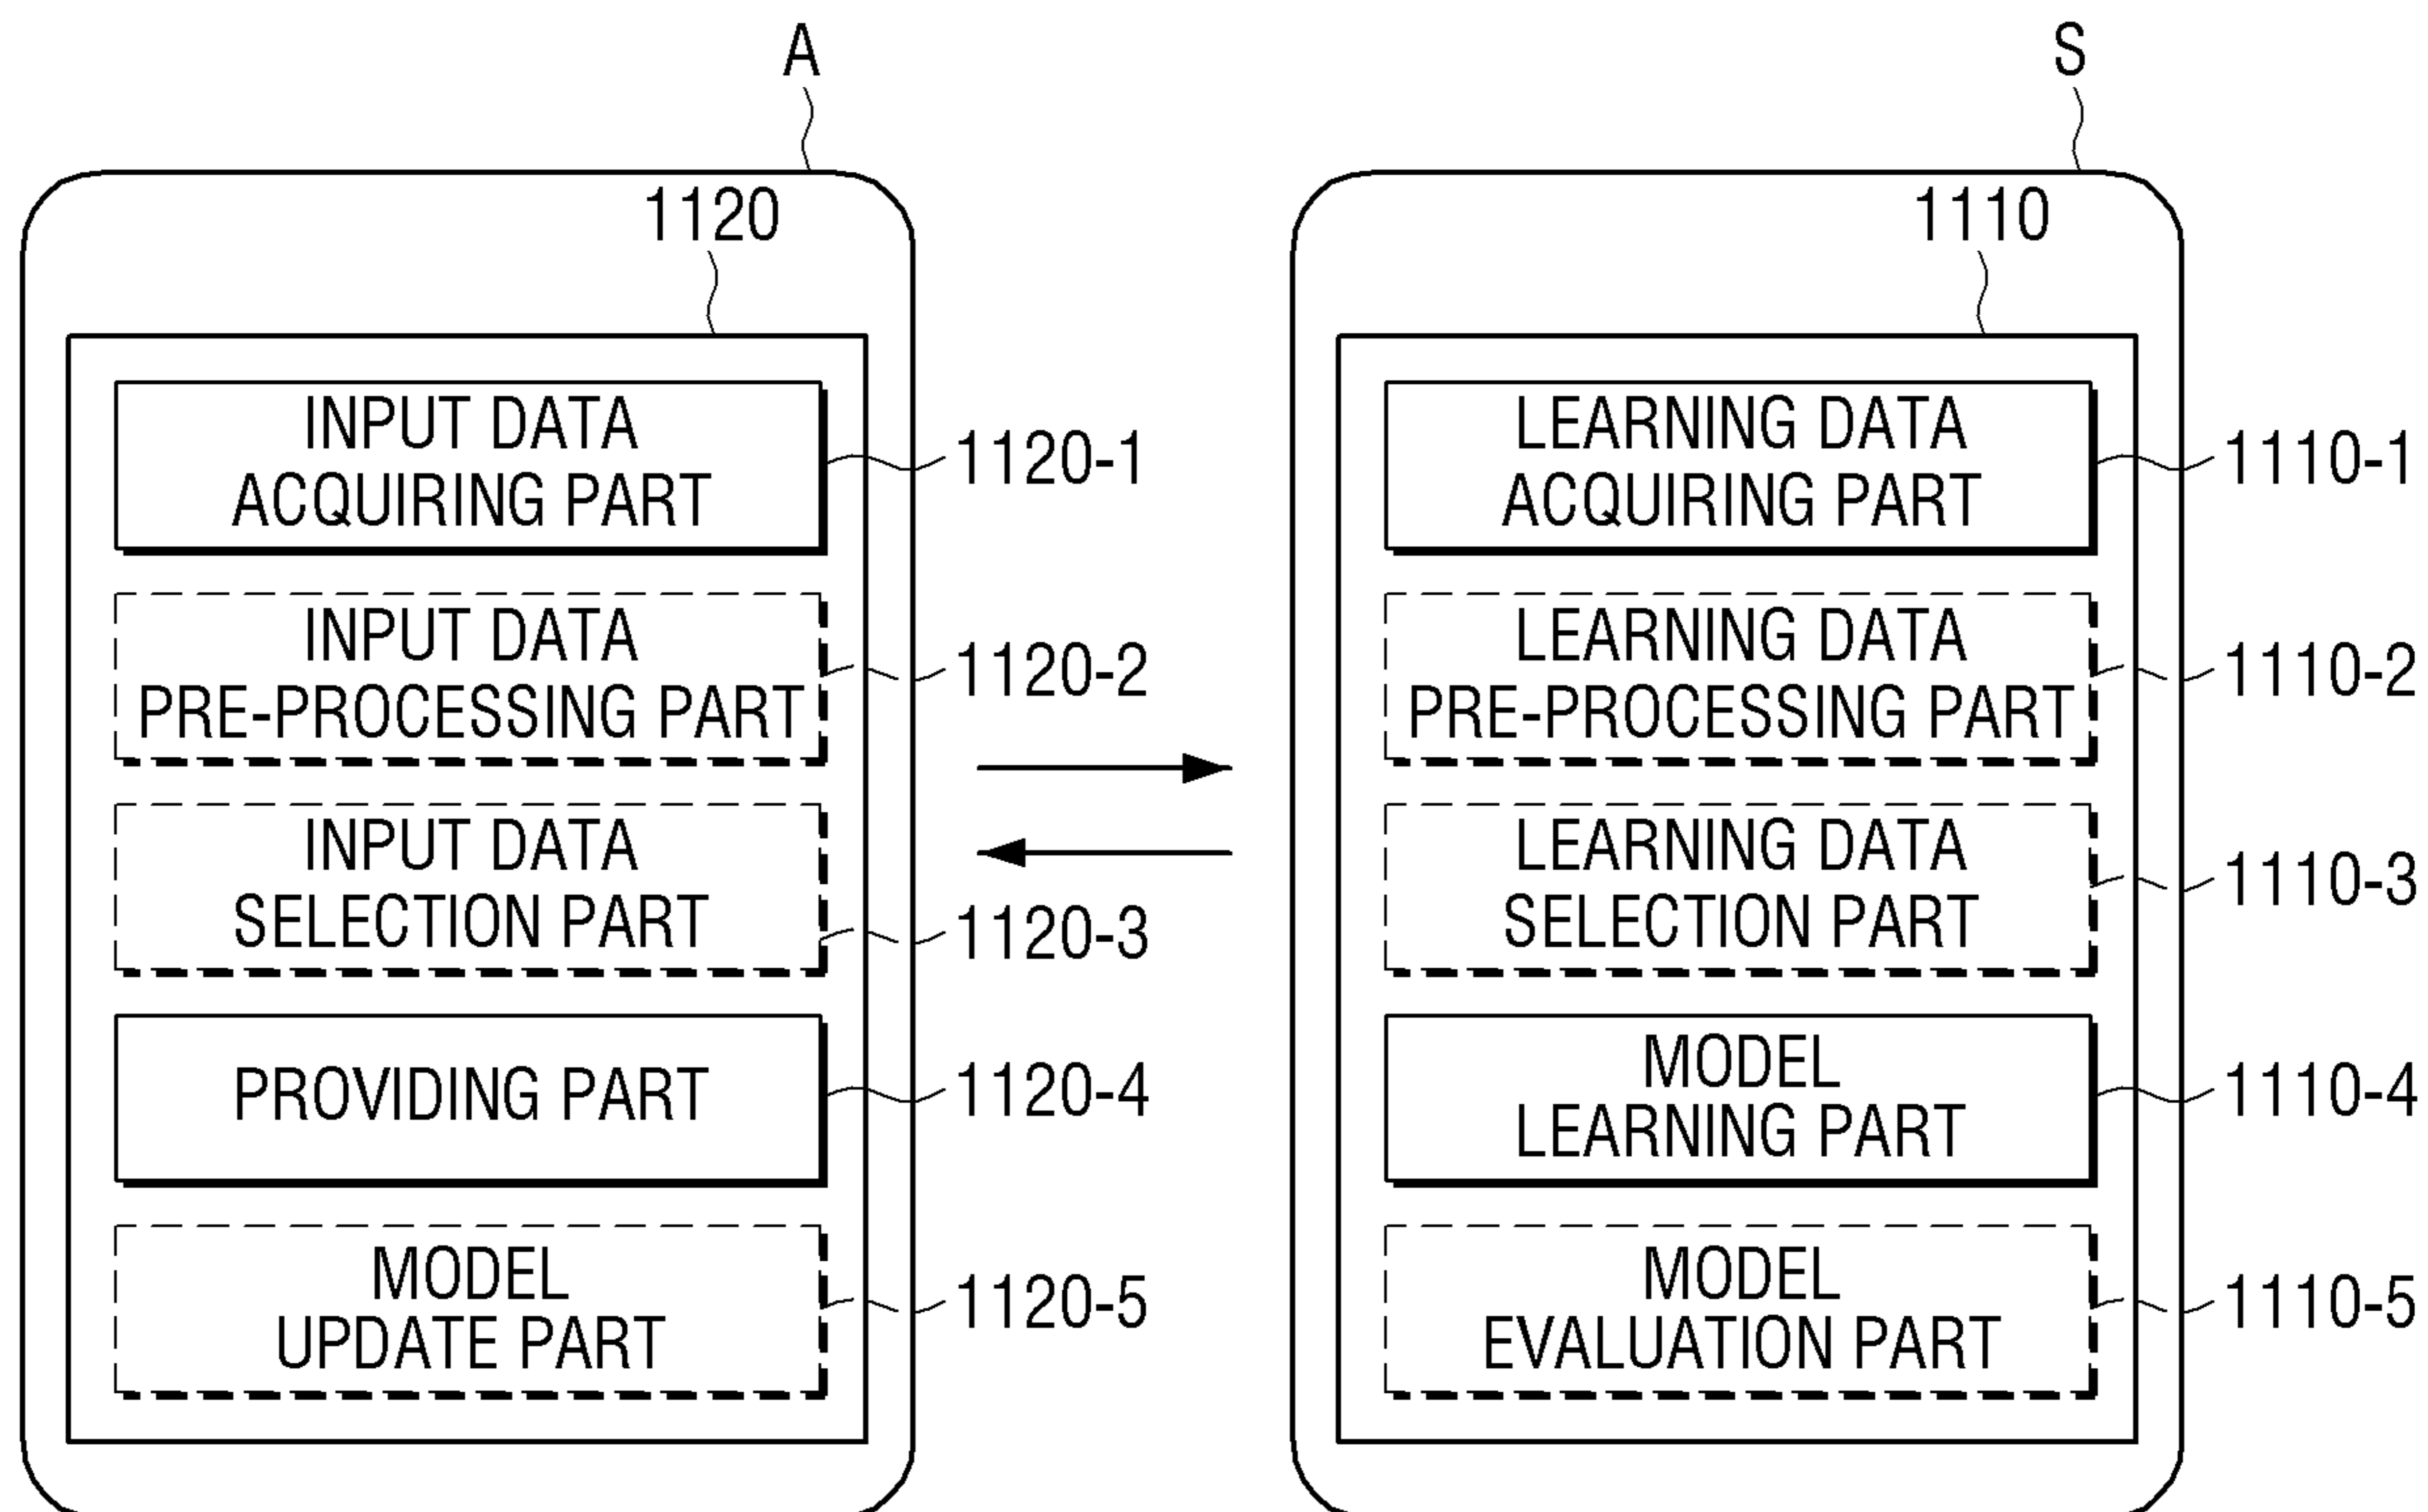 A
1120
INPUT DATA
ACQUIRING PART
1120-1
INPUT DATA
PRE-PROCESSING PART
1120-2
INPUT DATA
SELECTION PART
1120-3
PROVIDING PART
1120-4
MODEL
UPDATE PART
1120-5
S
1110
LEARNING DATA
ACQUIRING PART
1110-1
LEARNING DATA
PRE-PROCESSING PART
1110-2
LEARNING DATA
SELECTION PART
1110-3
MODEL
LEARNING PART
1110-4
MODEL
EVALUATION PART
1110-5